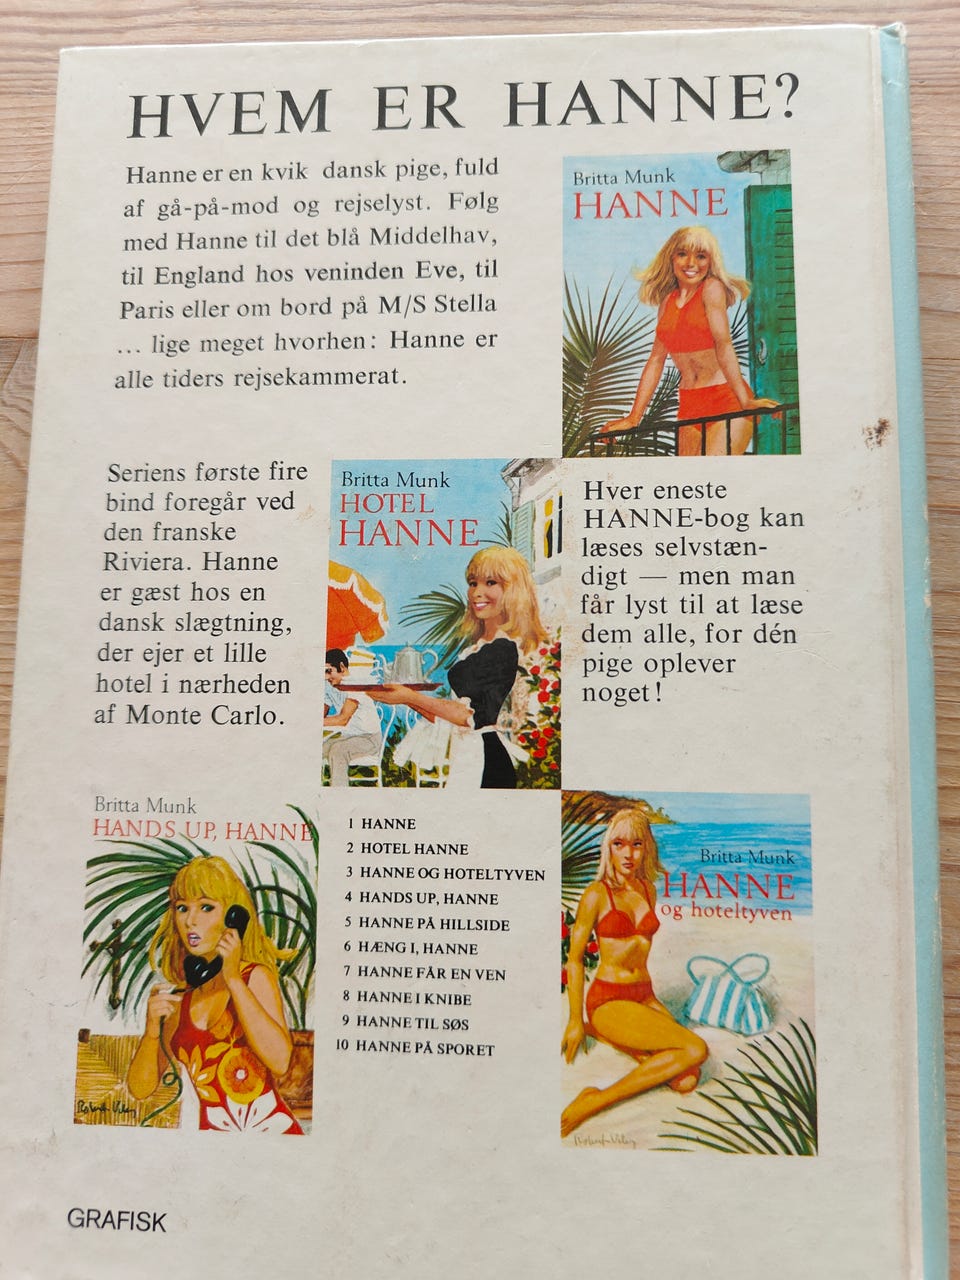 HVEM ER HANNE?
Hanne er en kvik dansk pige, fuld
af gå-på-mod og rejselyst. Følg
med Hanne til det blå Middelhav,
til England hos veninden Eve, til
Paris eller om bord på M/S Stella
... lige meget hvorhen: Hanne er
alle tiders rejsekammerat.
Britta Munk
HANNE
Seriens første fire
bind foregår ved
den franske
Riviera. Hanne
er gæst hos en
dansk slægtning,
der ejer et lille
hotel i nærheden
af Monte Carlo.
Britta Munk
HOTEL
HANNE
Hver eneste
HANNE-bog kan
læses selvstæn-
digt — men man
får lyst til at læse
dem alle, for dén
pige oplever
noget!
Britta Munk
HANDS UP, HANNE
1 HANNE
2 HOTEL HANNE
3 HANNE OG HOTELTYVEN
4 HANDS UP, HANNE
5 HANNE PÅ HILLSIDE
6 HÆNG I, HANNE
7 HANNE FÅR EN VEN
8 HANNE I KNIBE
9 HANNE TIL SØS
10 HANNE PÅ SPORET
Britta Munk
HANNE
og hoteltyven
GRAFISK